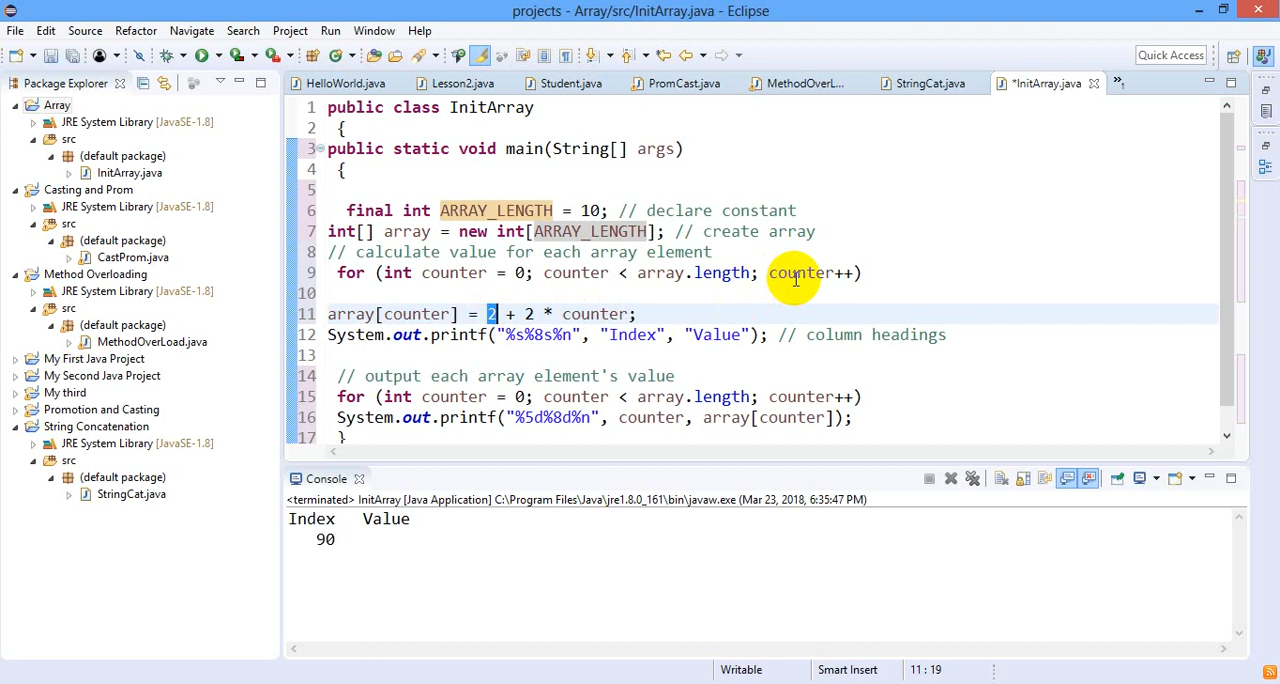 projects - Array/src/InitArray.java - Eclipse
File Edit Source Refactor Navigate Search Project Run Window Help
Quick Access
Package Explorer
HelloWorld.java Lesson2.java Student.java PromCast.java MethodOverL... StringCat.java *InitArray.java »1
Array
JRE System Library [JavaSE-1.8]
src
(default package)
InitArray.java
Casting and Prom
JRE System Library [JavaSE-1.8]
src
(default package)
CastProm.java
Method Overloading
JRE System Library [JavaSE-1.8]
src
(default package)
MethodOverLoad.java
My First Java Project
My Second Java Project
My third
Promotion and Casting
String Concatenation
JRE System Library [JavaSE-1.8]
src
(default package)
StringCat.java
1 public class InitArray
2 {
3 public static void main(String[] args)
4 {
5
6 final int ARRAY_LENGTH = 10; // declare constant
7 int[] array = new int[ARRAY_LENGTH]; // create array
8 // calculate value for each array element
9 for (int counter = 0; counter < array.length; counter++)
10
11 array[counter] = 2 + 2 * counter;
12 System.out.printf("%s%8s%n", "Index", "Value"); // column headings
13
14 // output each array element's value
15 for (int counter = 0; counter < array.length; counter++)
16 System.out.printf("%5d%8d%n", counter, array[counter]);
17 }
Console
<terminated> InitArray [Java Application] C:\Program Files\Java\jre1.8.0_161\bin\javaw.exe (Mar 23, 2018, 6:35:47 PM)
Index Value
90
Writable Smart Insert 11 : 19